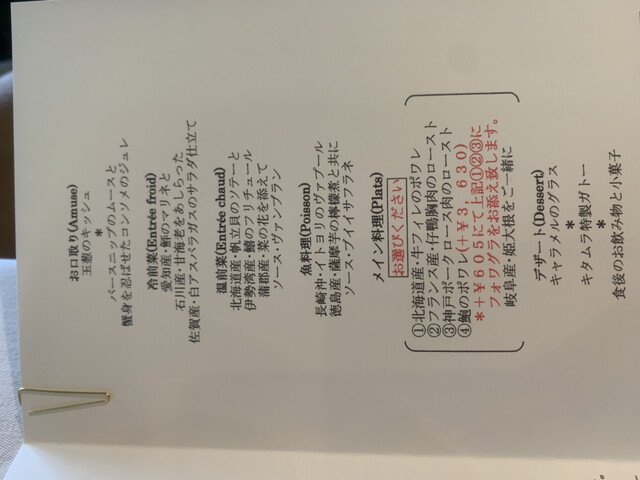 お口取り(Amuse)
玉葱のキッシュ
*
パースニップのムースと
蟹身を忍ばせたコンソメのジュレ
冷前菜(Entrée froid)
愛知産・鰤のマリネと
石川産・甘海老をあしらった
佐賀産・白アスパラガスのサラダ仕立て
温前菜(Entrée chaud)
北海道産・帆立貝のソテーと
伊勢湾産・鰆のフリチュール
蒲郡産・菜の花を添えて
ソース・ヴァンブラン
魚料理(Poisson)
長崎沖・イトヨリのヴァプール
徳島産・薩摩芋の檸檬煮と共に
ソース・ブイイサフラネ
メイン料理(Plats)
お選びください
①北海道産・牛フィレのポワレ
②フランス産・仔鴨胸肉のロースト
③神戸ポークロース肉のロースト
④鮑のポワレ(+¥3,630)
*+¥605にて上記①②③に
フォワグラをお添え致します。
岐阜産・姫大根をご一緒に
デザート(Dessert)
キャラメルのグラス
*
キタムラ特製ガトー
*
食後のお飲み物と小菓子